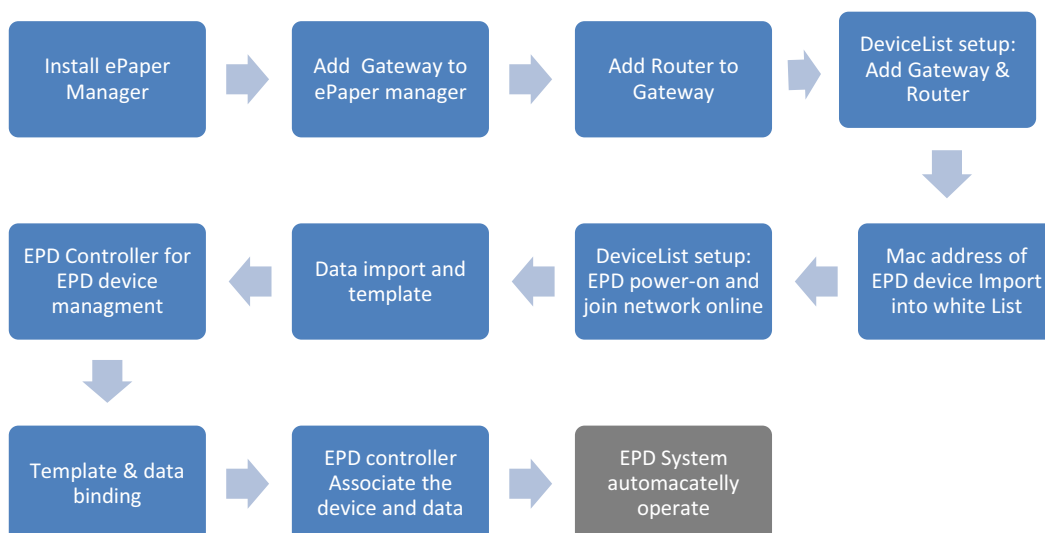 Install ePaper
Manager
Add Gateway to
ePaper manager
Add Router to
Gateway
DeviceList setup:
Add Gateway &
Router
Mac address of
EPD device Import
into white List
DeviceList setup:
EPD power-on and
join network online
Data import and
template
EPD Controller for
EPD device
managment
Template & data
binding
EPD controller
Associate the
device and data
EPD System
automacatelly
operate